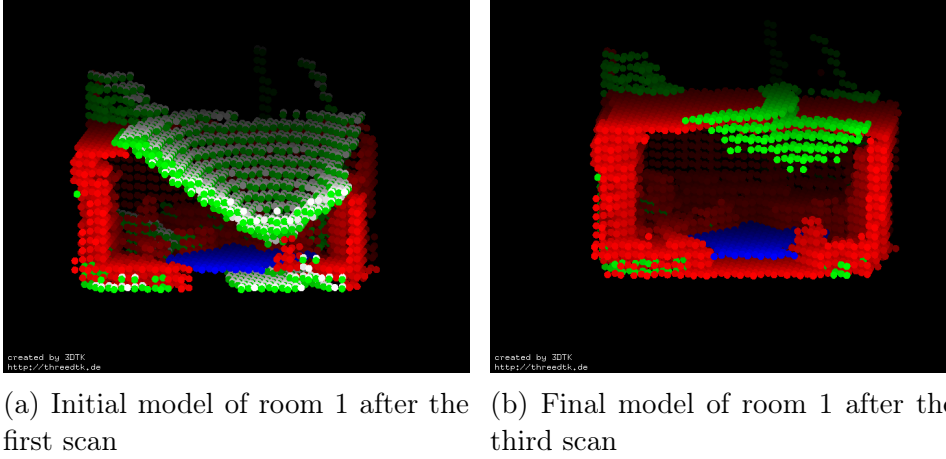 created by 3DTK
http://threedtk.de
created by 3DTK
http://threedtk.de
(a) Initial model of room 1 after the
first scan
(b) Final model of room 1 after the
third scan